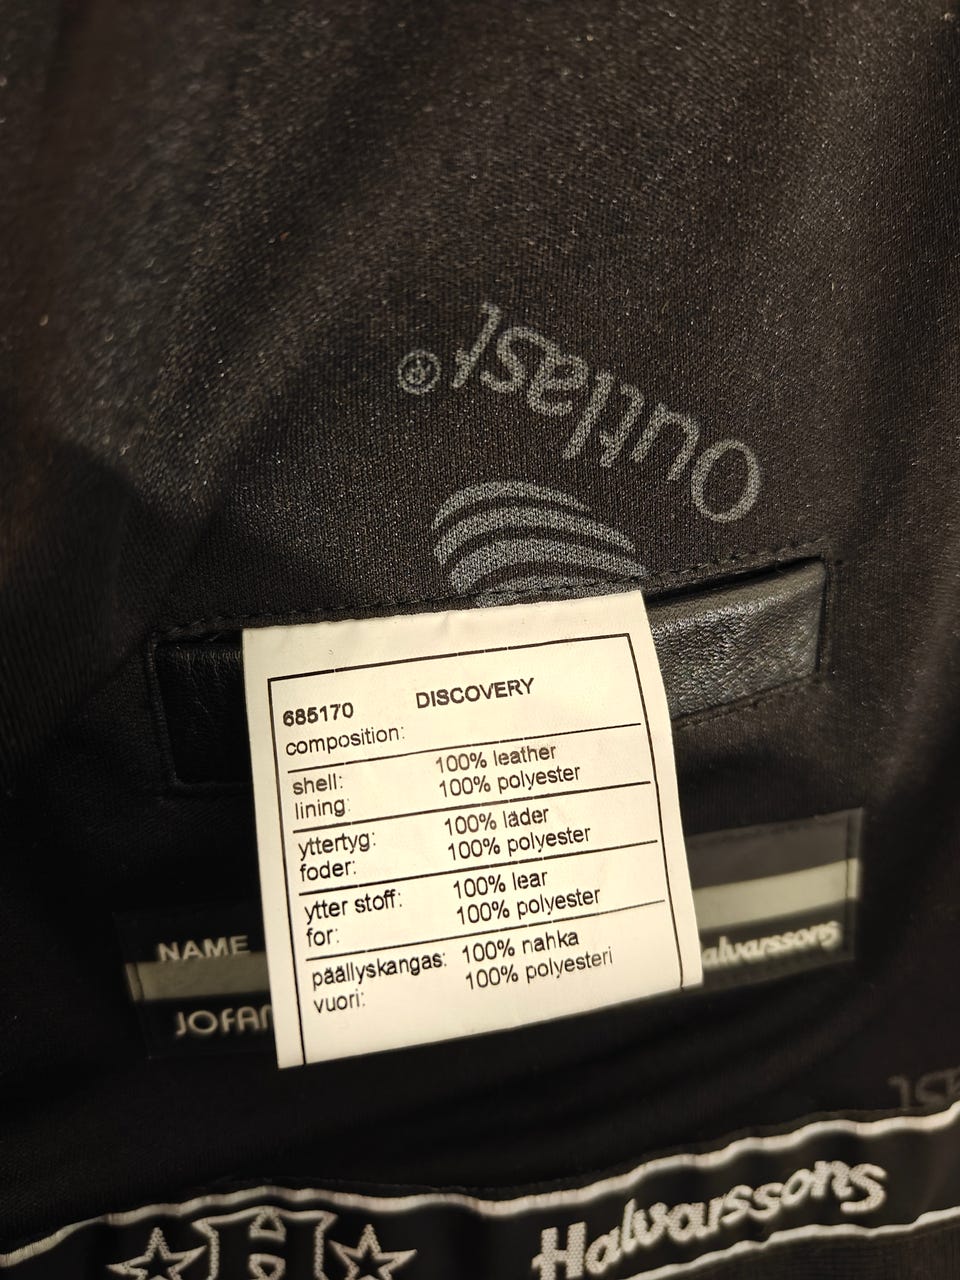 Outlast®
685170 DISCOVERY
composition:
shell: 100% leather
lining: 100% polyester
yttertyg: 100% läder
foder: 100% polyester
ytter stoff: 100% lear
for: 100% polyester
päällyskangas: 100% nahka
vuori: 100% polyesteri
NAME
JOFA
Halvarssons
Halvarssons